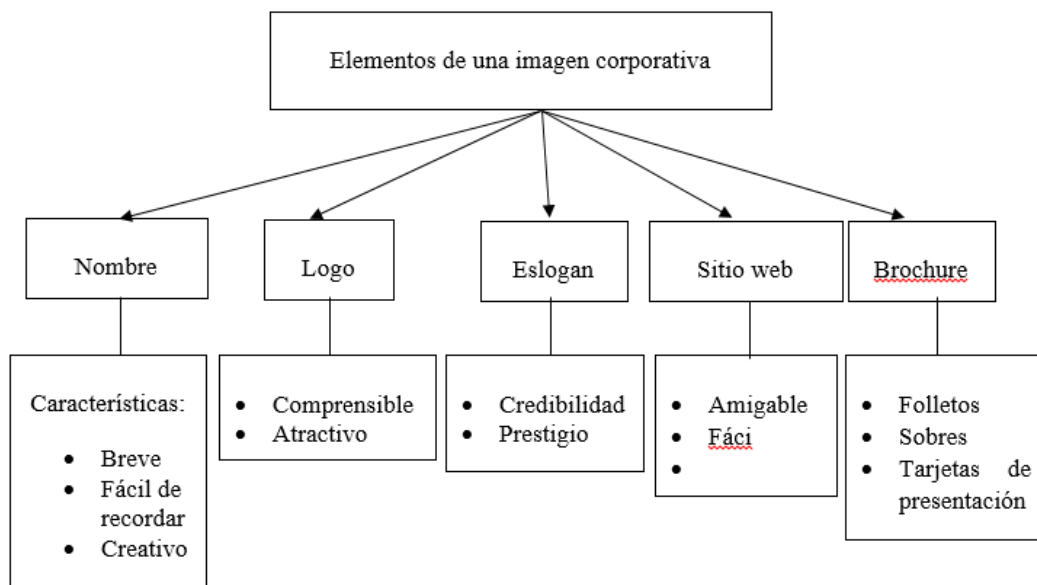 Elementos de una imagen corporativa
Nombre
Logo
Eslogan
Sitio web
Brochure
Características:
• Breve
• Fácil de
recordar
• Creativo
• Comprensible
• Atractivo
• Credibilidad
• Prestigio
• Amigable
• Fáci
•
• Folletos
• Sobres
• Tarjetas de
presentación